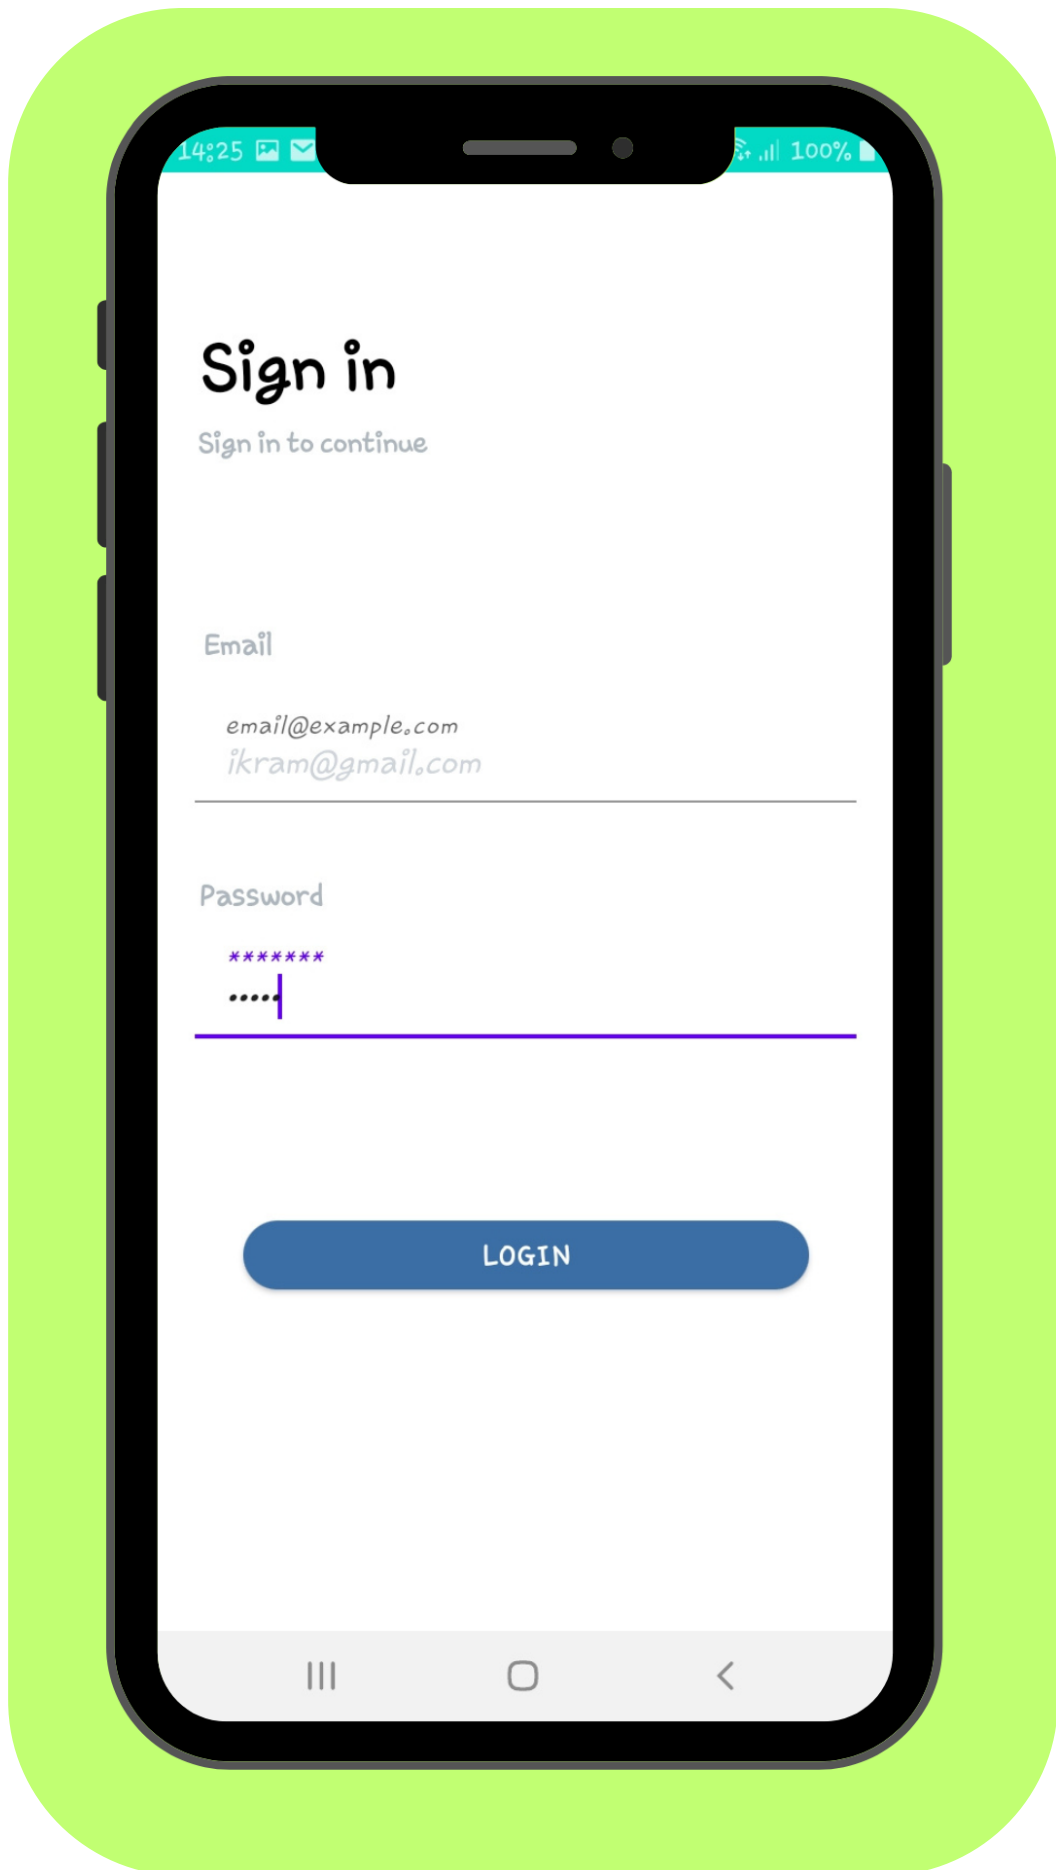 14:25 100%
Sign in
Sign in to continue
Email
email@example.com
ikram@gmail.com
Password
*******
•••••
LOGIN